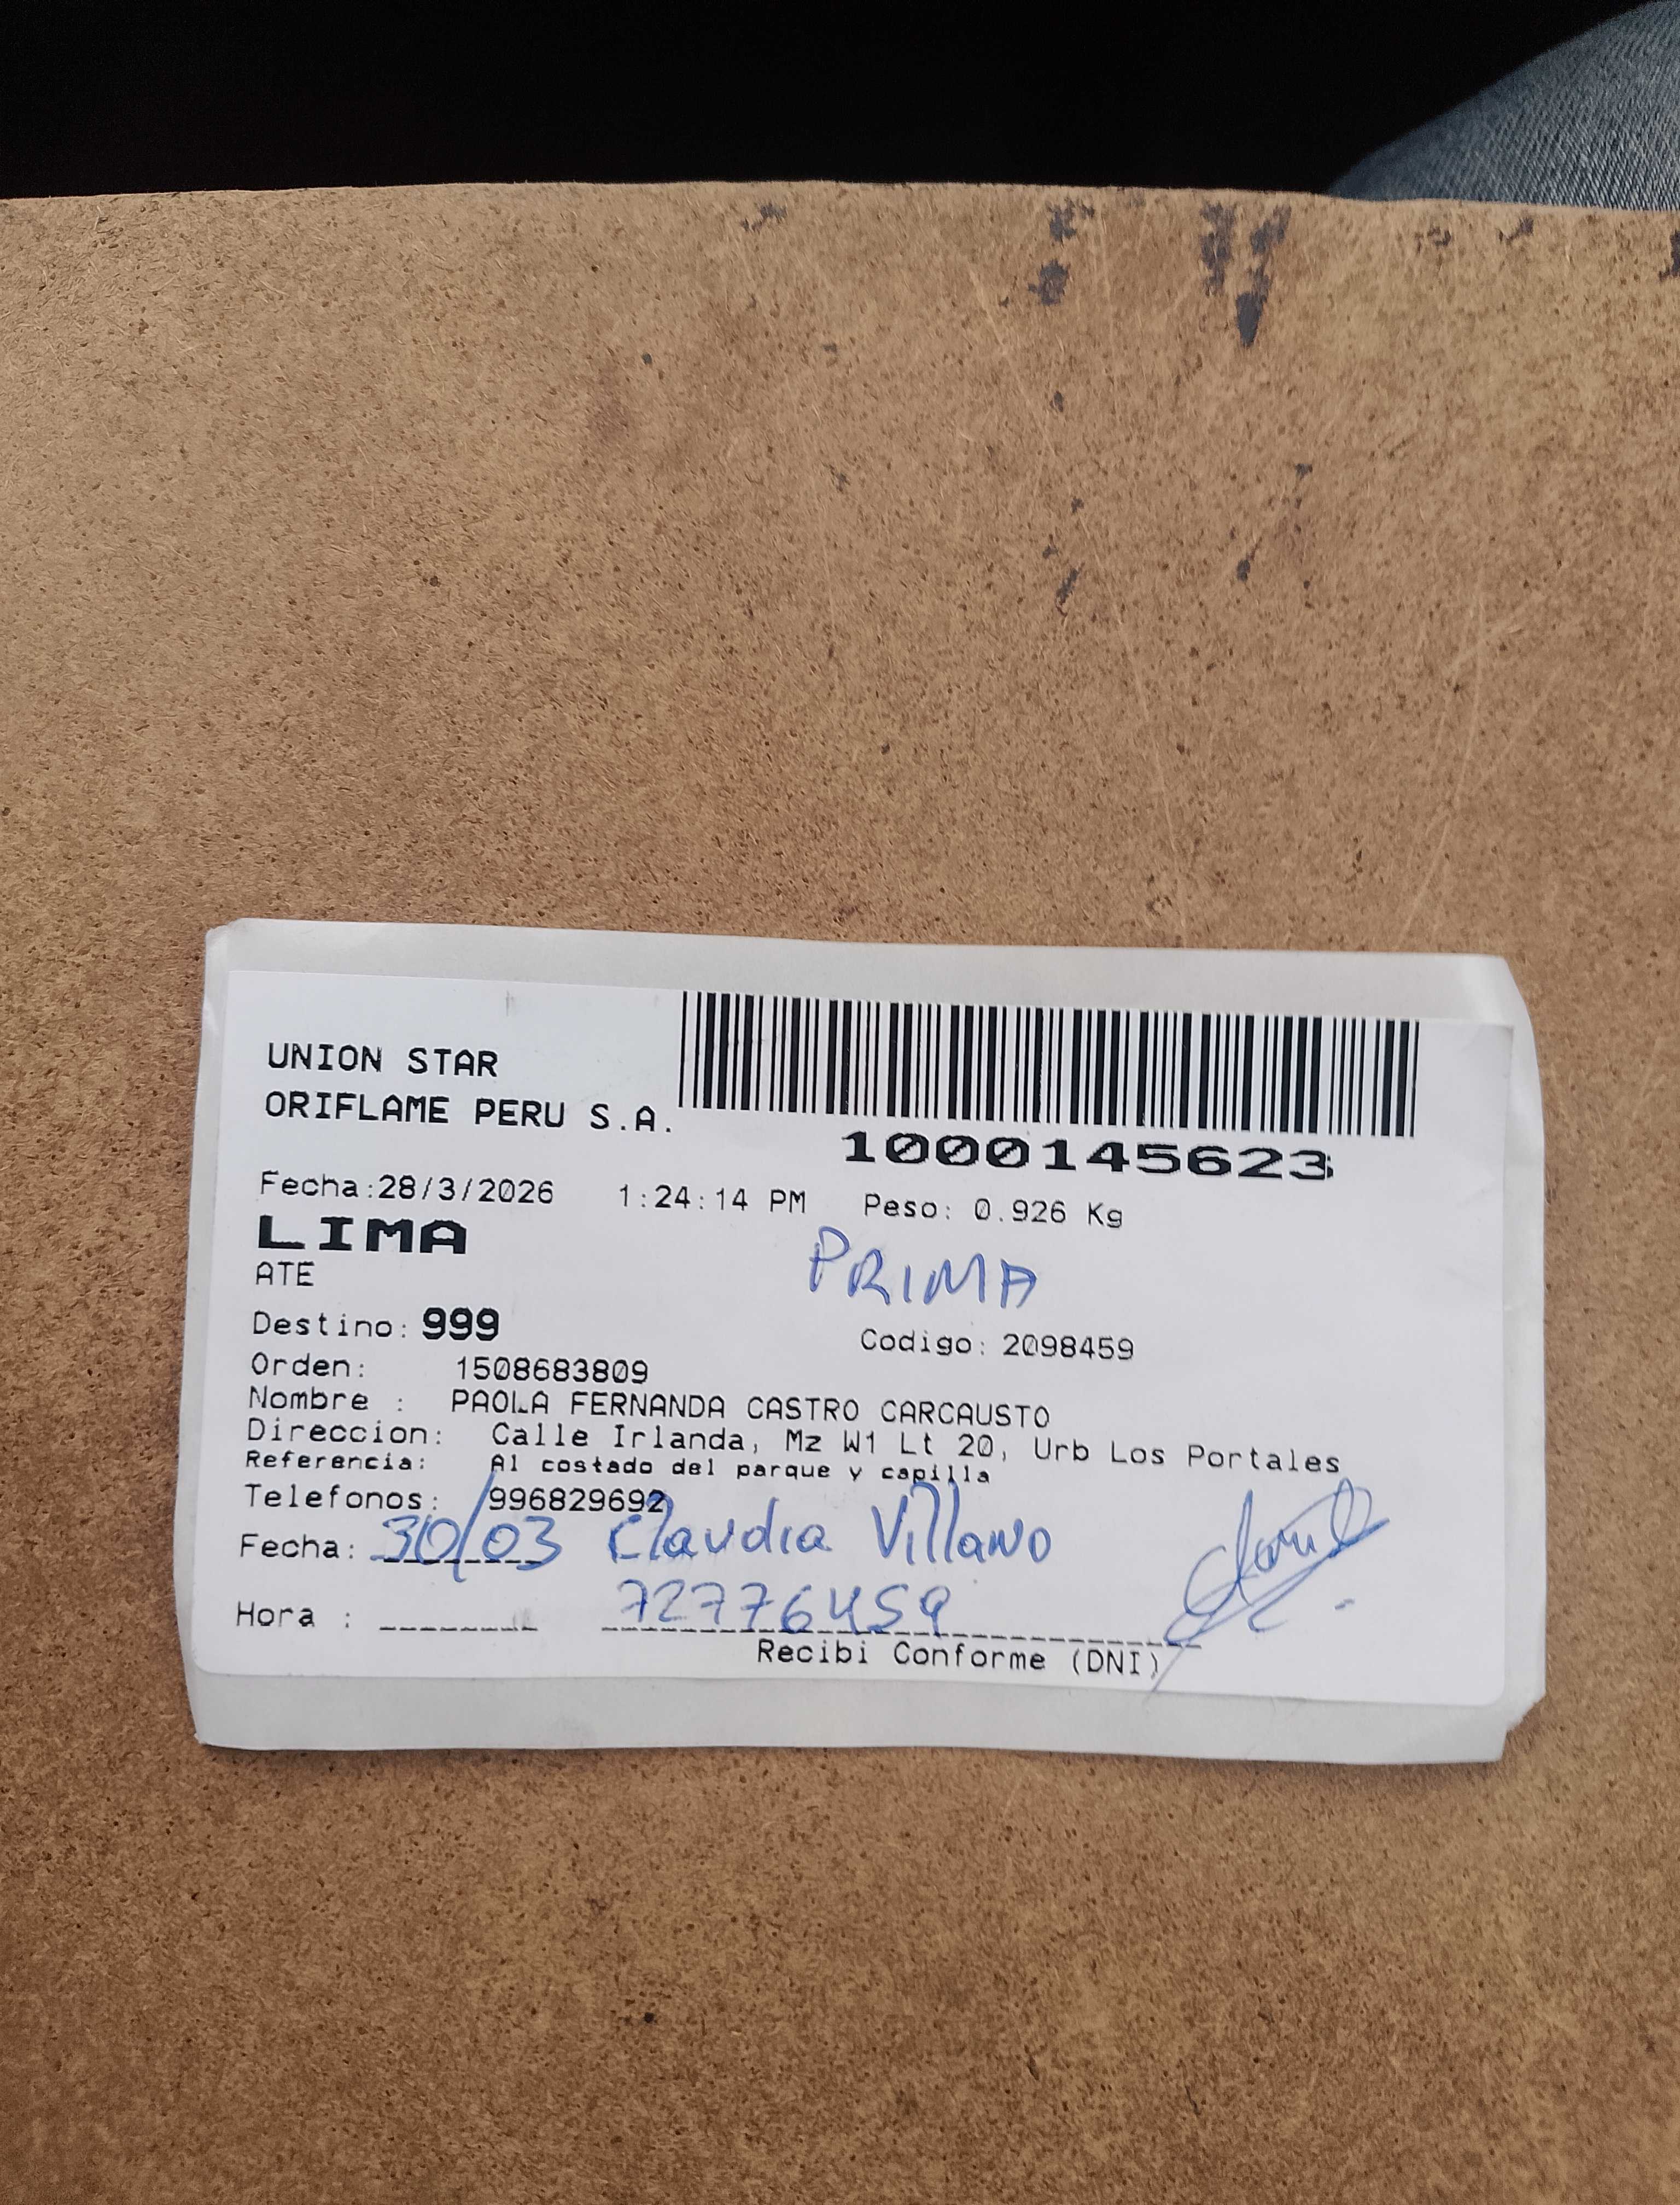 UNION STAR
ORIFLAME PERU S.A.
1000145623
Fecha:28/3/2026 1:24:14 PM Peso: 0.926 Kg
LIMA
ATE
PRIMA
Destino: 999 Codigo: 2098459
Orden: 1508683809
Nombre : PAOLA FERNANDA CASTRO CARCAUSTO
Direccion: Calle Irlanda, Mz W1 Lt 20, Urb Los Portales
Referencia: Al costado del parque y capilla
Telefonos: 996829692
Fecha: 30/03 Claudia Villano
Hora : 72776459
Recibi Conforme (DNI)